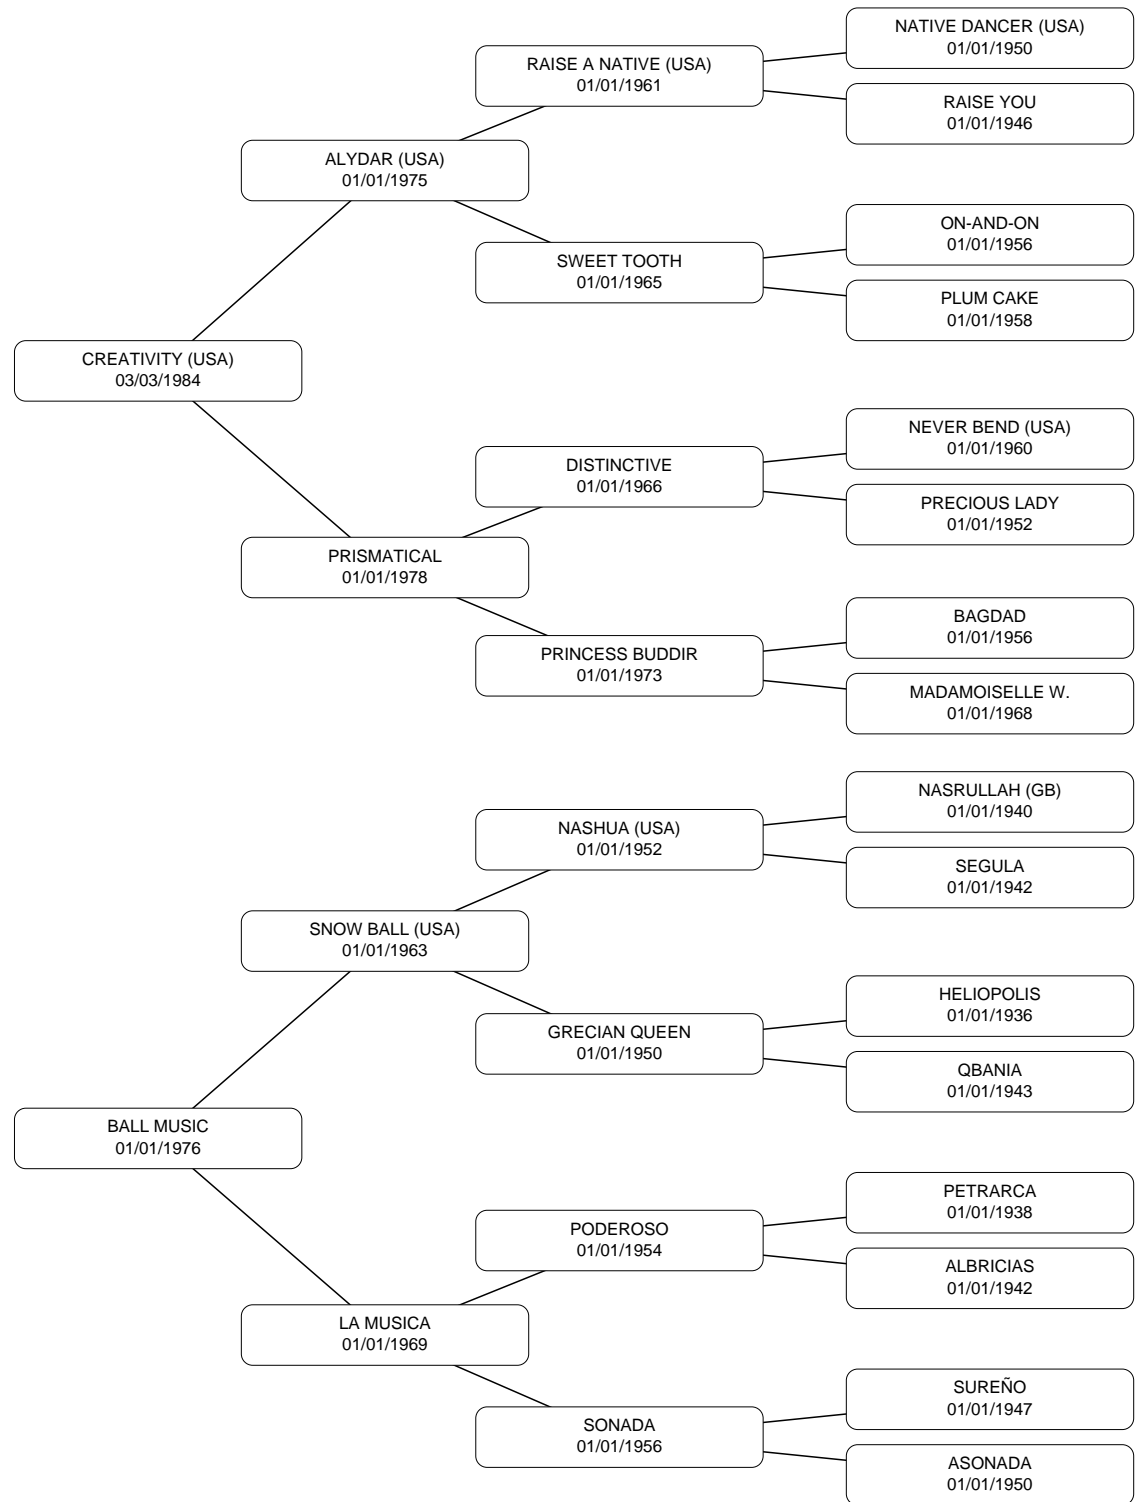 NATIVE DANCER (USA)
01/01/1950
RAISE A NATIVE (USA)
01/01/1961
RAISE YOU
01/01/1946
ALYDAR (USA)
01/01/1975
ON-AND-ON
01/01/1956
SWEET TOOTH
01/01/1965
PLUM CAKE
01/01/1958
CREATIVITY (USA)
03/03/1984
NEVER BEND (USA)
01/01/1960
DISTINCTIVE
01/01/1966
PRECIOUS LADY
01/01/1952
PRISMATICAL
01/01/1978
BAGDAD
01/01/1956
PRINCESS BUDDIR
01/01/1973
MADAMOISELLE W.
01/01/1968
NASRULLAH (GB)
01/01/1940
NASHUA (USA)
01/01/1952
SEGULA
01/01/1942
SNOW BALL (USA)
01/01/1963
HELIOPOLIS
01/01/1936
GRECIAN QUEEN
01/01/1950
QBANIA
01/01/1943
BALL MUSIC
01/01/1976
PETRARCA
01/01/1938
PODEROSO
01/01/1954
ALBRICIAS
01/01/1942
LA MUSICA
01/01/1969
SUREÑO
01/01/1947
SONADA
01/01/1956
ASONADA
01/01/1950